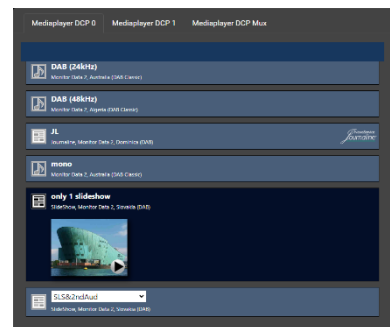 Mediaplayer DCP 0 Mediaplayer DCP 1 Mediaplayer DCP Mux
DAB (24kHz)
Monitor Data 2, Australia (DAB Classic)
DAB (48kHz)
Monitor Data 2, Algeria (DAB Classic)
JL
Journaline, Monitor Data 2, Dominica (DAB)
Journaline
mono
Monitor Data 2, Australia (DAB Classic)
only 1 slideshow
SlideShow, Monitor Data 2, Slovenia (DAB)
SLS&2ndAud
SlideShow, Monitor Data 2, Slovenia (DAB)